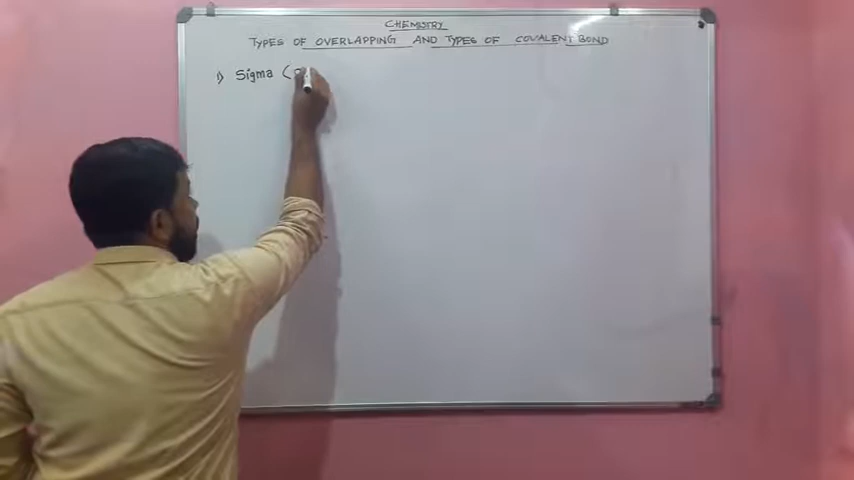 CHEMISTRY
TYPES OF OVERLAPPING AND TYPES OF COVALENT BOND
1) Sigma (